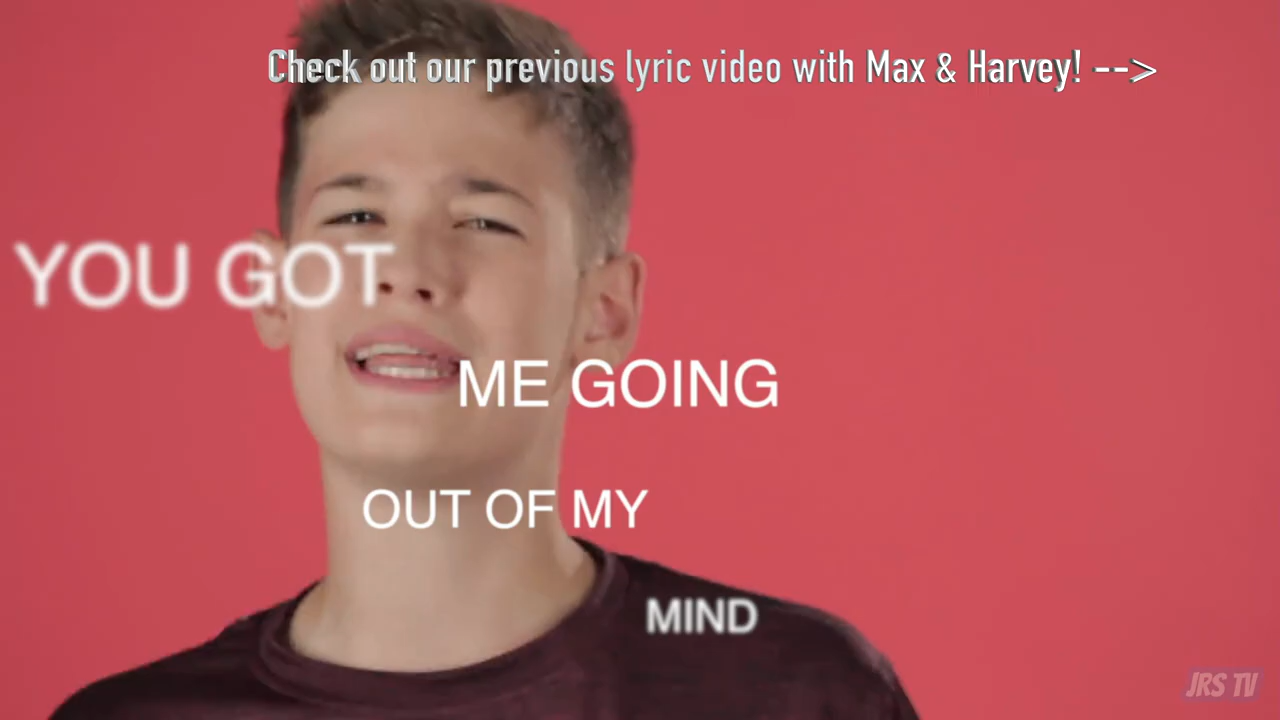 Check out our previous lyric video with Max & Harvey! -->
YOU GOT
ME GOING
OUT OF MY
MIND
JRS TV